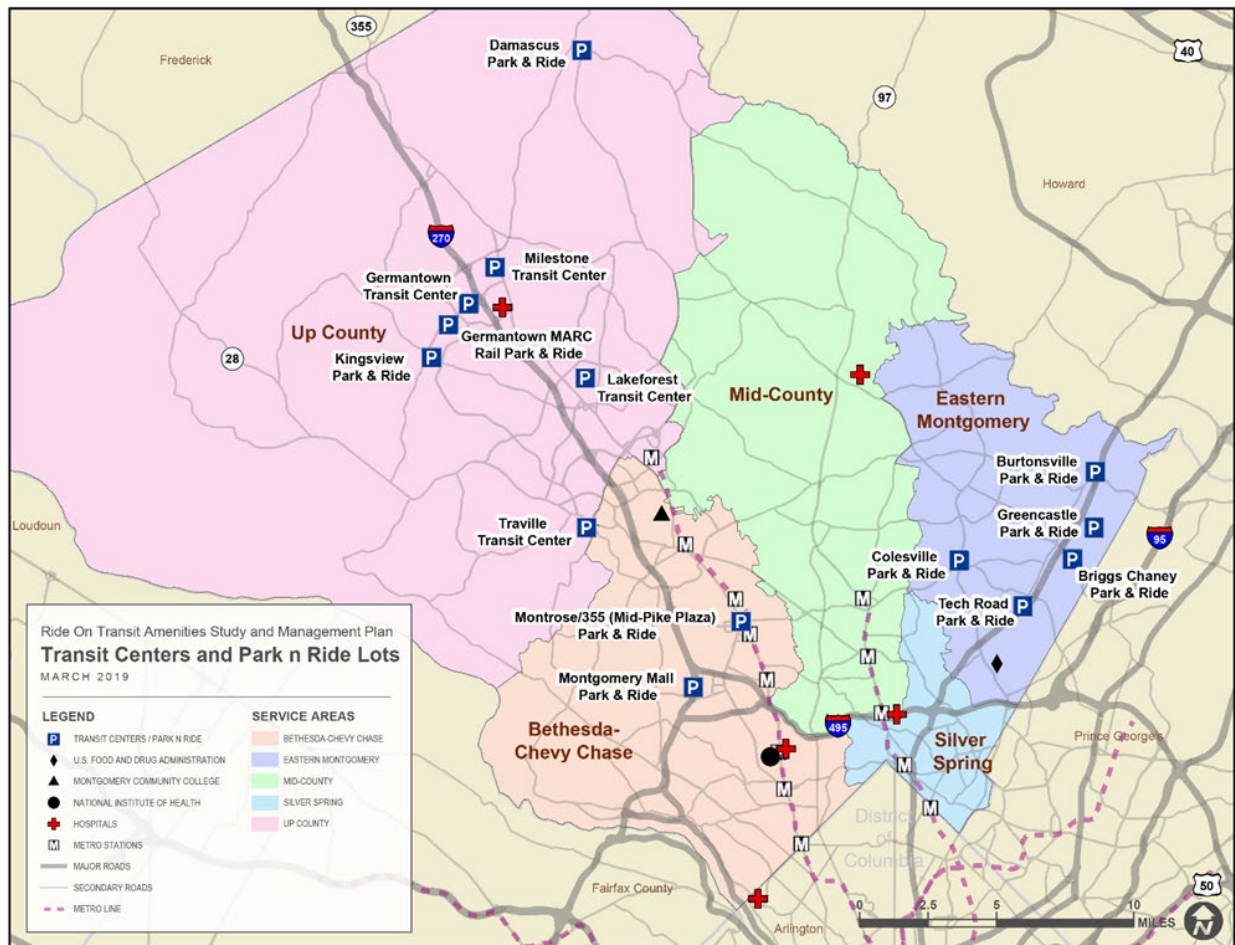 355
Frederick
Damascus
Park & Ride
40
97
Howard
270
Milestone
Transit Center
Germantown
Transit Center
Up County
Germantown MARC
Rail Park & Ride
28
Kingsview
Park & Ride
Lakeforest
Transit Center
Mid-County
Eastern
Montgomery
M
Burtonsville
Park & Ride
Loudoun
Traville
Transit Center
Greencastle
Park & Ride
95
M
Colesville
Park & Ride
Briggs Chaney
Park & Ride
M
M
Tech Road
Park & Ride
Montrose/355 (Mid-Pike Plaza)
Park & Ride
M
M
Montgomery Mall
Park & Ride
M
M
495
Bethesda-
Chevy Chase
Silver
Spring
Prince George's
M
M
M
M
District
of
Columbia
Fairfax County
Arlington
50
Ride On Transit Amenities Study and Management Plan
Transit Centers and Park n Ride Lots
MARCH 2019
LEGEND
P TRANSIT CENTERS / PARK N RIDE
U.S. FOOD AND DRUG ADMINISTRATION
MONTGOMERY COMMUNITY COLLEGE
NATIONAL INSTITUTE OF HEALTH
HOSPITALS
M METRO STATIONS
MAJOR ROADS
SECONDARY ROADS
METRO LINE
SERVICE AREAS
BETHESDA-CHEVY CHASE
EASTERN MONTGOMERY
MID-COUNTY
SILVER SPRING
UP COUNTY
0 2.5 5 10
MILES
N